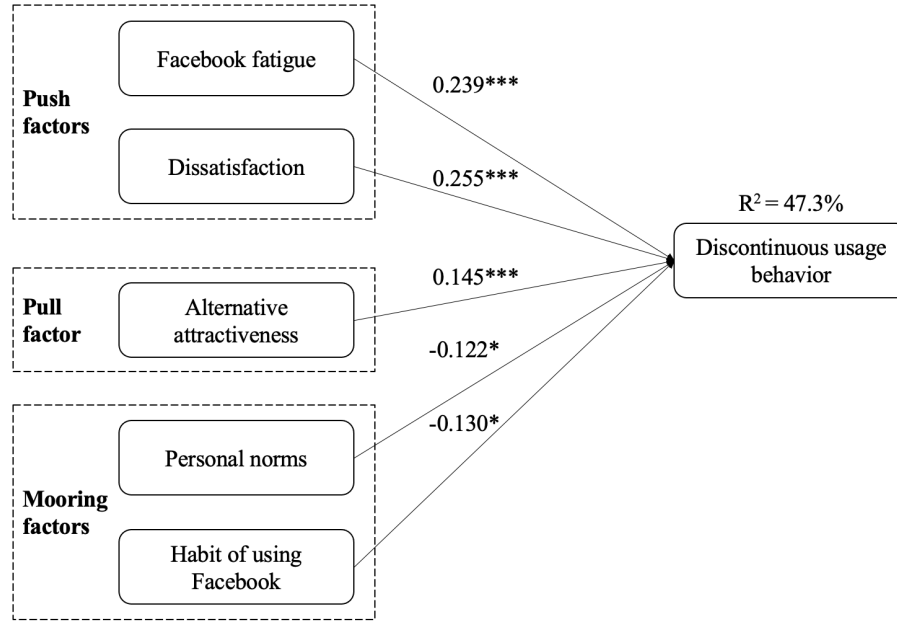 Push
factors
Facebook fatigue
Dissatisfaction
Pull
factor
Alternative
attractiveness
Mooring
factors
Personal norms
Habit of using
Facebook
0.239***
0.255***
0.145***
-0.122*
-0.130*
R² = 47.3%
Discontinuous usage
behavior